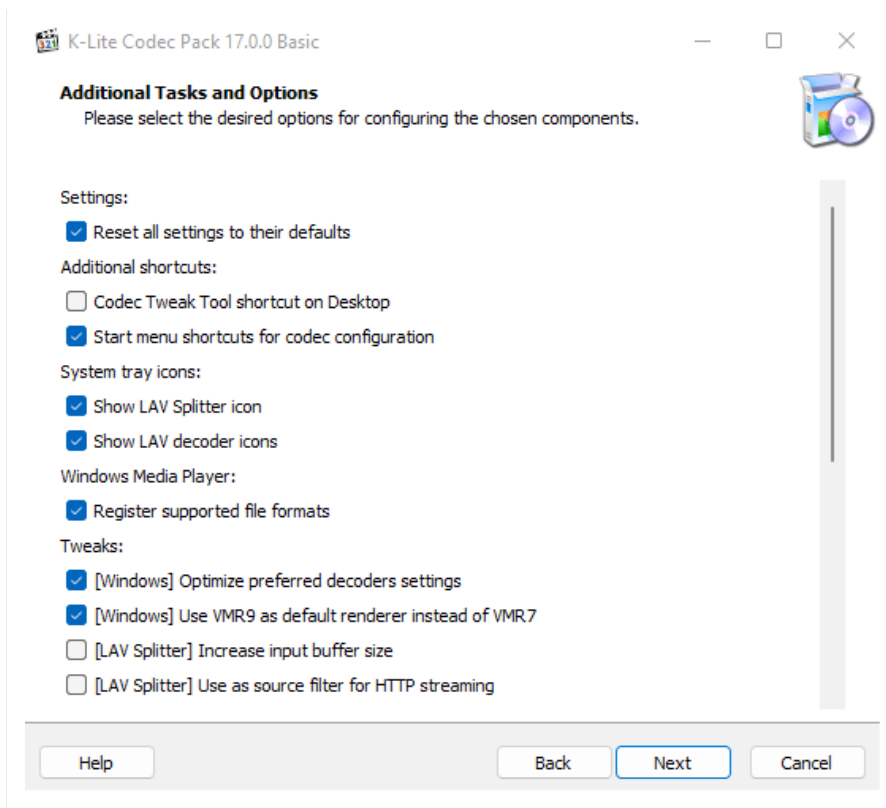 K-Lite Codec Pack 17.0.0 Basic
Additional Tasks and Options
Please select the desired options for configuring the chosen components.
Settings:
Reset all settings to their defaults
Additional shortcuts:
Codec Tweak Tool shortcut on Desktop
Start menu shortcuts for codec configuration
System tray icons:
Show LAV Splitter icon
Show LAV decoder icons
Windows Media Player:
Register supported file formats
Tweaks:
[Windows] Optimize preferred decoders settings
[Windows] Use VMR9 as default renderer instead of VMR7
[LAV Splitter] Increase input buffer size
[LAV Splitter] Use as source filter for HTTP streaming
Help Back Next Cancel